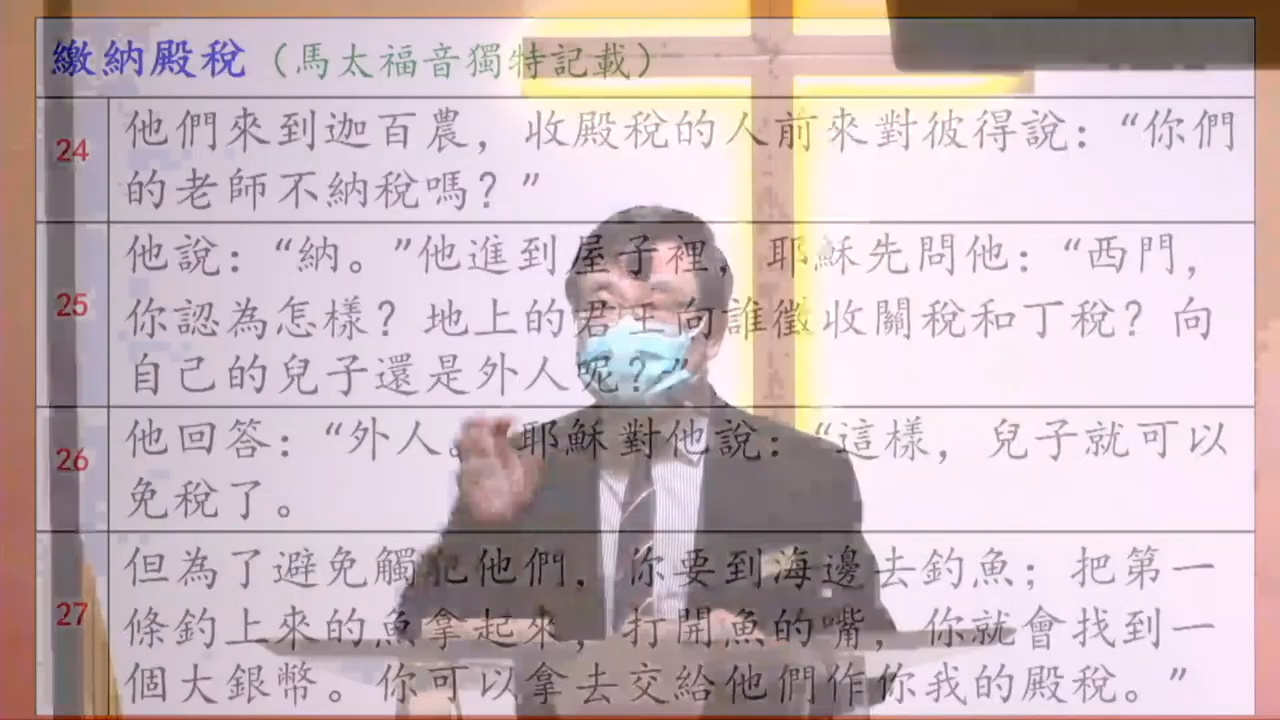 繳納殿稅（馬太福音獨特記載）
24
他們來到迦百農，收殿稅的人前來對彼得說：“你們
的老師不納稅嗎？”
25
他說：“納。”他進到屋子裡，耶穌先問他：“西門，
你認為怎樣？地上的君王向誰徵收關稅和丁稅？向
自己的兒子還是外人呢？”
26
他回答：“外人。”耶穌對他說：“這樣，兒子就可以
免稅了。
27
但為了避免觸犯他們，你要到海邊去釣魚；把第一
條釣上來的魚拿起來，打開魚的嘴，你就會找到一
個大銀幣。你可以拿去交給他們作你我的殿稅。”